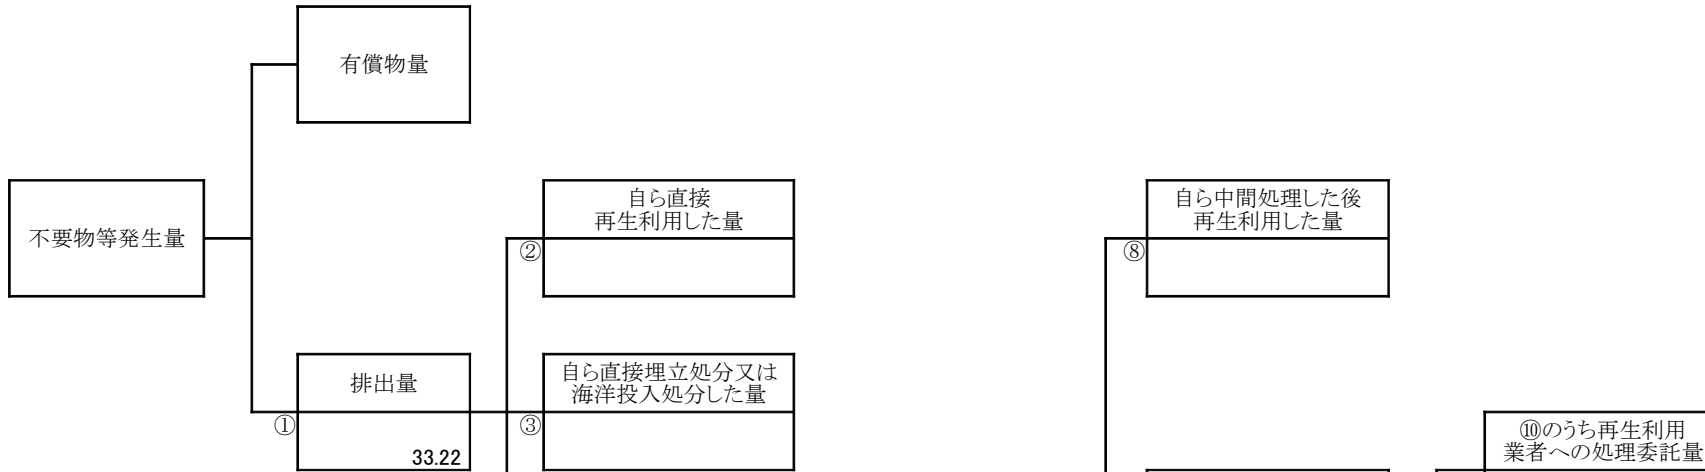 有償物量
不要物等発生量
自ら直接
再生利用した量
②
自ら中間処理した後
再生利用した量
⑧
排出量
①
33.22
自ら直接埋立処分又は
海洋投入処分した量
③
⑩のうち再生利用
業者への処理委託量